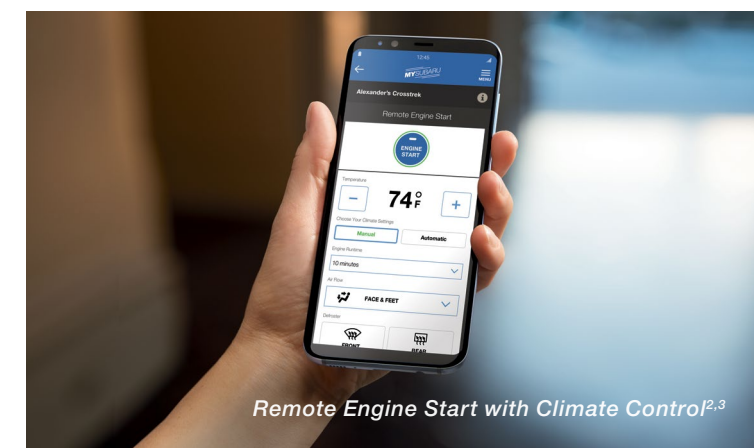 12:45
MYSUBARU
MENU
Alexander's Crosstrek
Remote Engine Start
ENGINE
START
Temperature
− 74°F +
Choose Your Climate Settings
Manual Automatic
Engine Runtime
10 minutes
Air Flow
FACE & FEET
Defroster
FRONT REAR
Remote Engine Start with Climate Control2,3